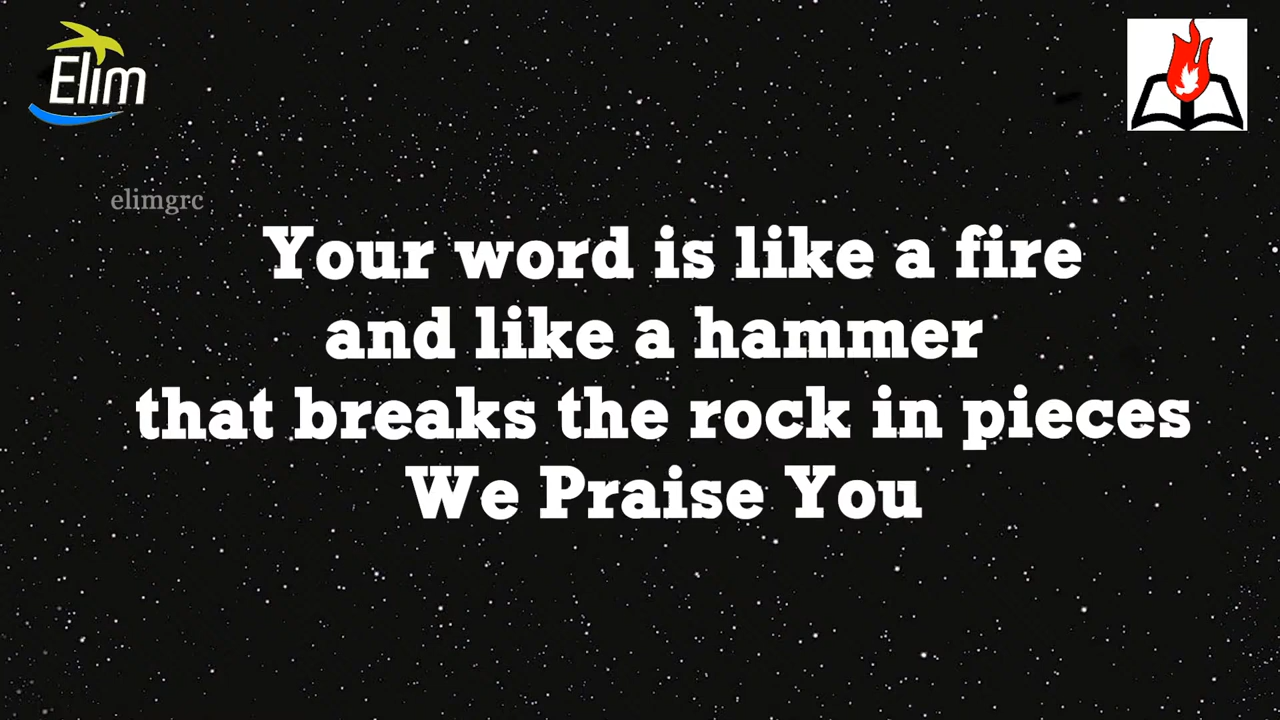 Elim
elimgrc
Your word is like a fire
and like a hammer
that breaks the rock in pieces
We Praise You